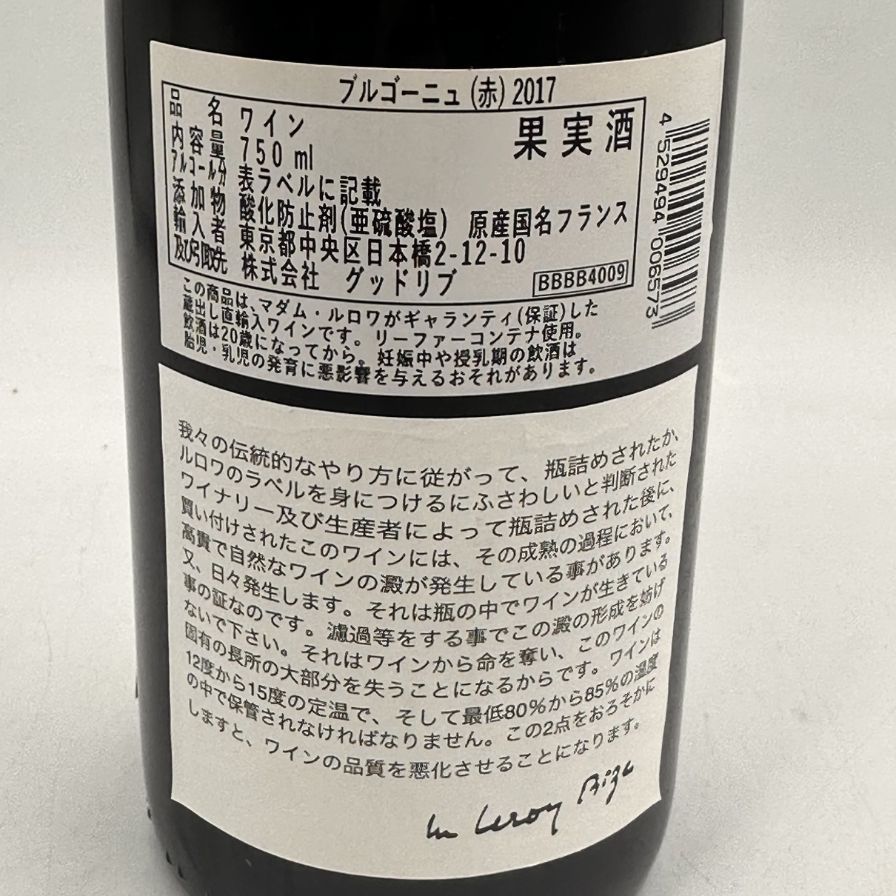 ブルゴーニュ (赤) 2017
品名 ワイン
果実酒
内容量 750 ml
アルコール分 表ラベルに記載
添加物 酸化防止剤(亜硫酸塩) 原産国名フランス
輸入者 東京都中央区日本橋2-12-10
及び引取先 株式会社 グッドリブ
BBBB4009
4 529494 006573
この商品は、マダム・ルロワがギャランティ(保証)した
蔵出し直輸入ワインです。リーファーコンテナ使用。
飲酒は20歳になってから。妊娠中や授乳期の飲酒は
胎児・乳児の発育に悪影響を与えるおそれがあります。
我々の伝統的なやり方に従がって、瓶詰めされたか、
ルロワのラベルを身につけるにふさわしいと判断された
ワイナリー及び生産者によって瓶詰めされた後に、
買い付けされたこのワインには、その成熟の過程において、
高貴で自然なワインの澱が発生している事があります。
又、日々発生します。それは瓶の中でワインが生きている
事の証なのです。濾過等をする事でこの澱の形成を妨げ
ないで下さい。それはワインから命を奪い、このワインの
固有の長所の大部分を失うことになるからです。ワインは
12度から15度の定温で、そして最低80%から85%の温度
の中で保管されなければなりません。この2点をおろそかに
しますと、ワインの品質を悪化させることになります。
Leroy Bize